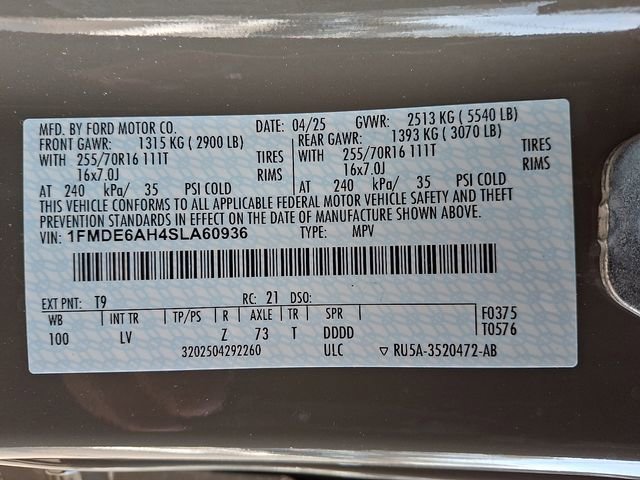 MFD. BY FORD MOTOR CO. DATE: 04/25 GVWR: 2513 KG ( 5540 LB)
FRONT GAWR: 1315 KG ( 2900 LB) REAR GAWR: 1393 KG ( 3070 LB)
WITH 255/70R16 111T TIRES WITH 255/70R16 111T TIRES
16x7.0J RIMS 16x7.0J RIMS
AT 240 kPa/ 35 PSI COLD AT 240 kPa/ 35 PSI COLD
THIS VEHICLE CONFORMS TO ALL APPLICABLE FEDERAL MOTOR VEHICLE SAFETY AND THEFT
PREVENTION STANDARDS IN EFFECT ON THE DATE OF MANUFACTURE SHOWN ABOVE.
VIN: 1FMDE6AH4SLA60936 TYPE: MPV
EXT PNT: T9 RC: 21 DSO: F0375
WB INT TR TP/PS R AXLE TR SPR T0576
100 LV Z 73 T DDDD
3202504292260 ULC ▽ RU5A-3520472-AB